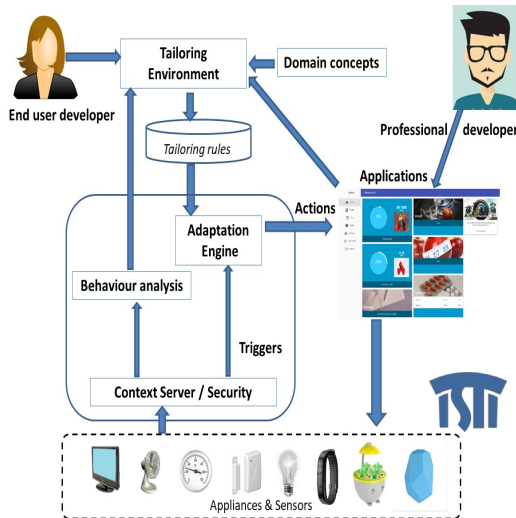 Tailoring
Environment
Domain concepts
End user developer
Professional developer
Tailoring rules
Applications
Actions
Adaptation
Engine
Behaviour analysis
Triggers
Context Server / Security
ISTI
Appliances & Sensors